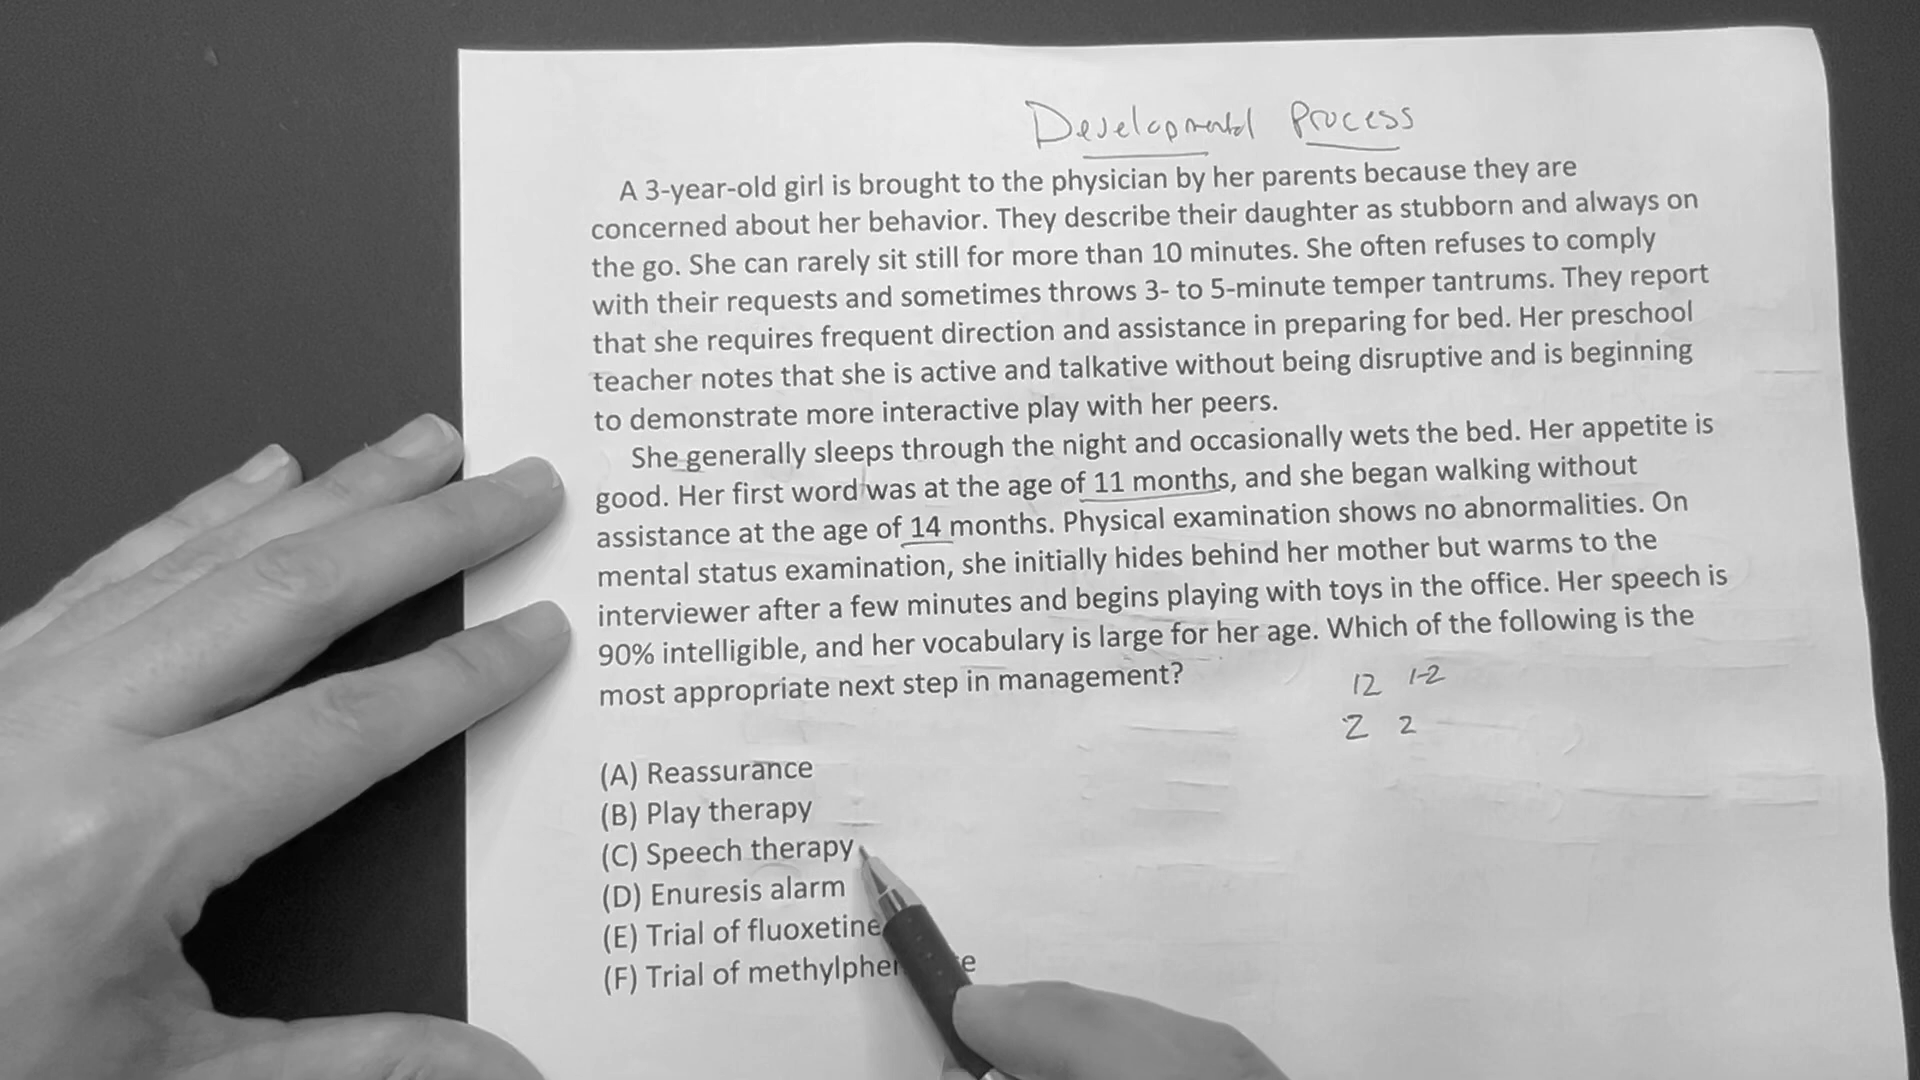 Developmental Process
A 3-year-old girl is brought to the physician by her parents because they are
concerned about her behavior. They describe their daughter as stubborn and always on
the go. She can rarely sit still for more than 10 minutes. She often refuses to comply
with their requests and sometimes throws 3- to 5-minute temper tantrums. They report
that she requires frequent direction and assistance in preparing for bed. Her preschool
teacher notes that she is active and talkative without being disruptive and is beginning
to demonstrate more interactive play with her peers.
She generally sleeps through the night and occasionally wets the bed. Her appetite is
good. Her first word was at the age of 11 months, and she began walking without
assistance at the age of 14 months. Physical examination shows no abnormalities. On
mental status examination, she initially hides behind her mother but warms to the
interviewer after a few minutes and begins playing with toys in the office. Her speech is
90% intelligible, and her vocabulary is large for her age. Which of the following is the
most appropriate next step in management?
12 1-2
2 2
(A) Reassurance
(B) Play therapy
(C) Speech therapy
(D) Enuresis alarm
(E) Trial of fluoxetine
(F) Trial of